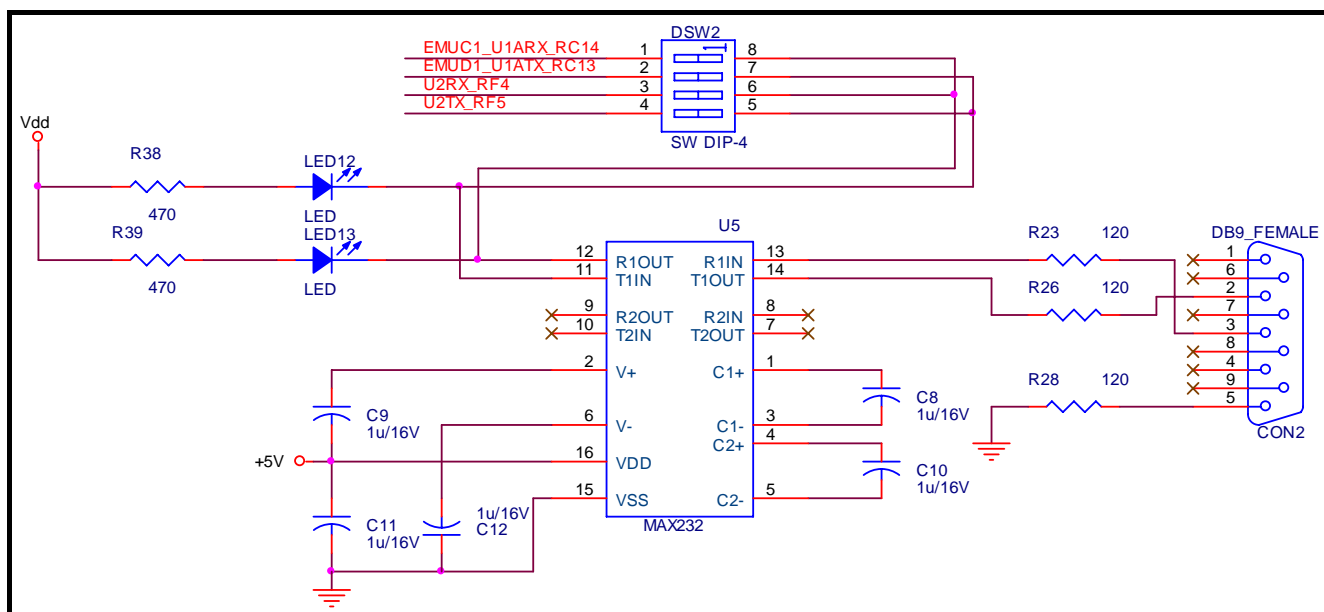 DSW2
EMUC1_U1ARX_RC14 1 8
EMUD1_U1ATX_RC13 2 7
U2RX_RF4 3 6
U2TX_RF5 4 5
SW DIP-4
Vdd
R38
470
LED12
LED
R39
470
LED13
LED
U5
12 R1OUT R1IN 13
11 T1IN T1OUT 14
9 R2OUT R2IN 8
10 T2IN T2OUT 7
2 V+ C1+ 1
6 V- C1- 3
C2+ 4
16 VDD
15 VSS C2- 5
MAX232
C9
1u/16V
+5V
C11
1u/16V
1u/16V
C12
C8
1u/16V
C10
1u/16V
R23 120
R26 120
R28 120
DB9_FEMALE
1
6
2
7
3
8
4
9
5
CON2